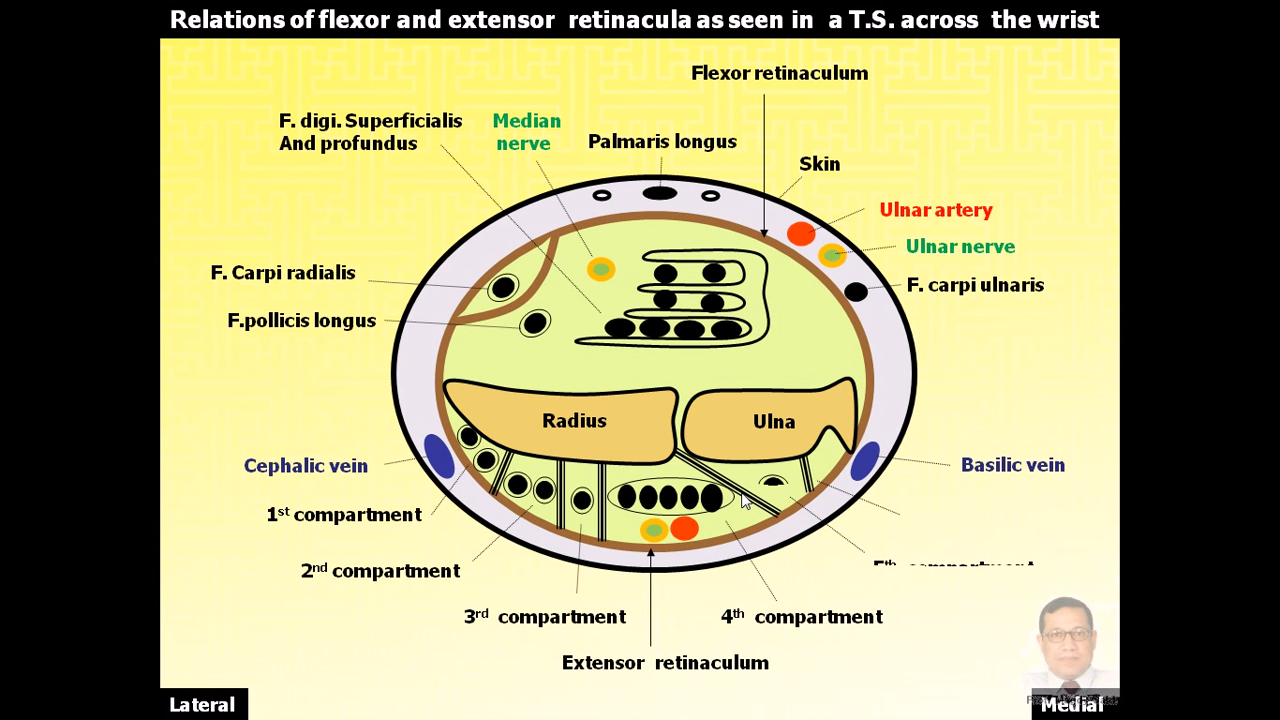 Relations of flexor and extensor retinacula as seen in a T.S. across the wrist
Flexor retinaculum
F. digi. Superficialis
And profundus
Median
nerve
Palmaris longus
Skin
Ulnar artery
Ulnar nerve
F. Carpi radialis
F. carpi ulnaris
F.pollicis longus
Radius
Ulna
Cephalic vein
Basilic vein
1st compartment
2nd compartment
3rd compartment
4th compartment
Extensor retinaculum
Lateral
Medial